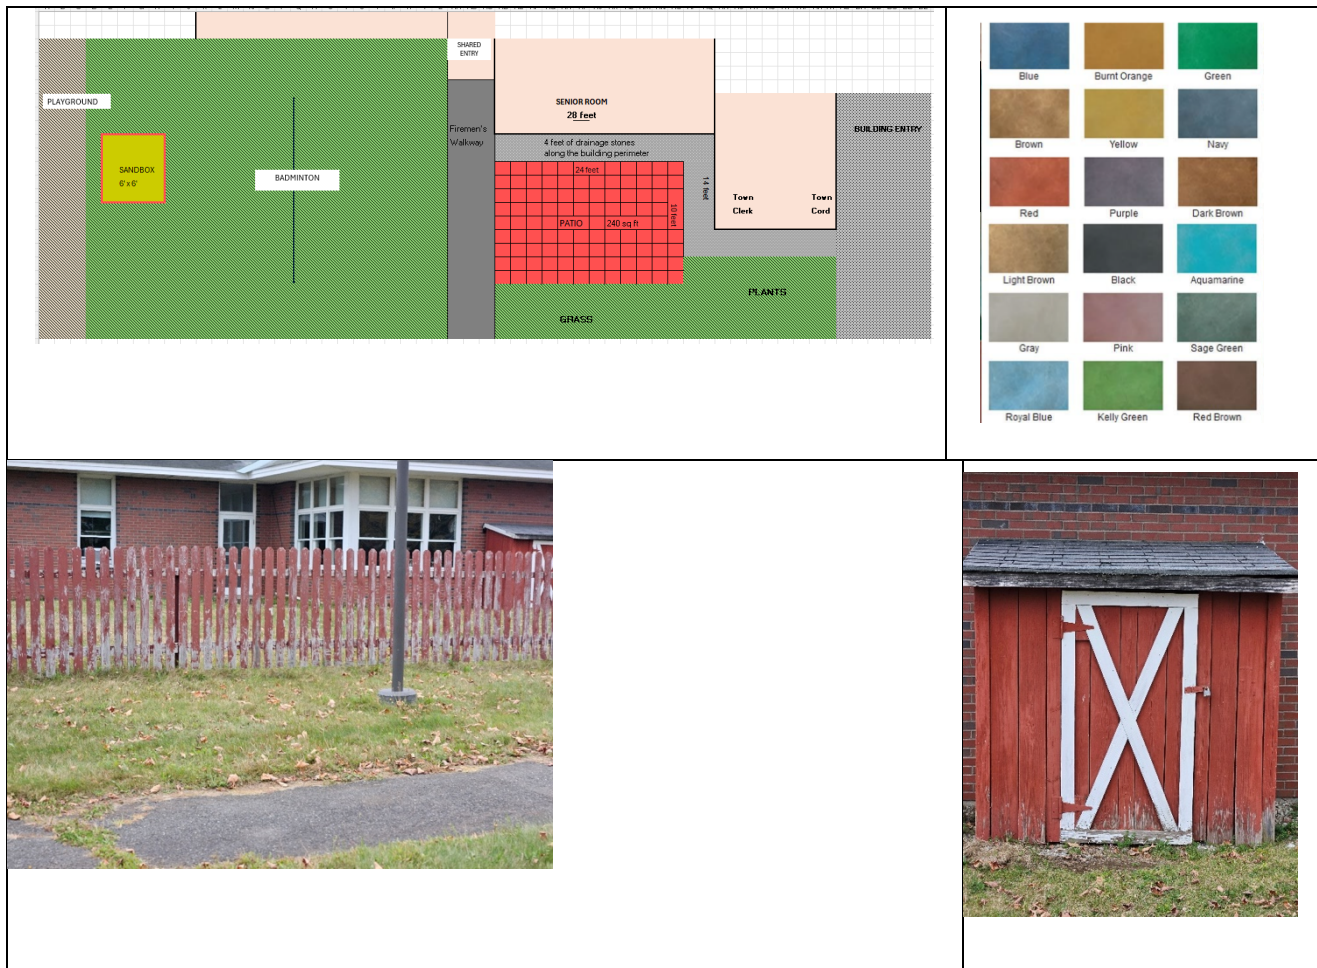 SHARED
ENTRY
PLAYGROUND
SENIOR ROOM
28 feet
Firemen's
Walkway
BUILDING ENTRY
4 feet of drainage stones
along the building perimeter
SANDBOX
6' x 6'
BADMINTON
24 feet
14 feet
Town
Clerk
Town
Cord
10 feet
PATIO
240 sq ft
PLANTS
GRASS
Blue
Burnt Orange
Green
Brown
Yellow
Navy
Red
Purple
Dark Brown
Light Brown
Black
Aquamarine
Gray
Pink
Sage Green
Royal Blue
Kelly Green
Red Brown